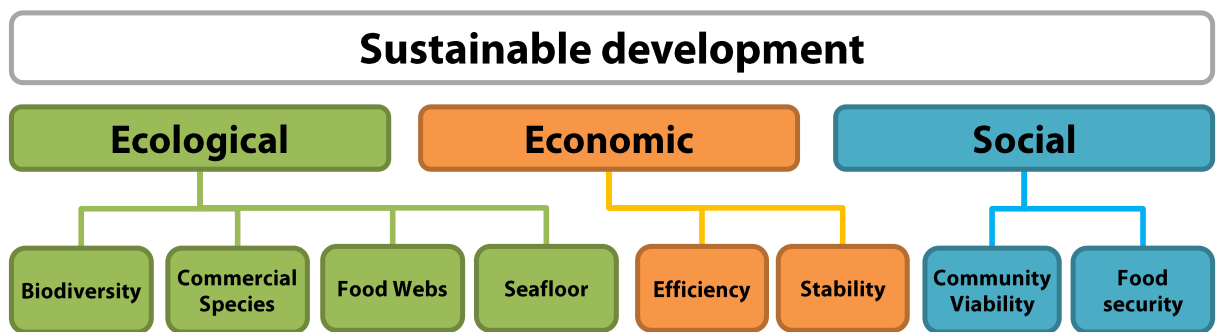 Sustainable development
Ecological
Economic
Social
Biodiversity
Commercial
Species
Food Webs
Seafloor
Efficiency
Stability
Community
Viability
Food
security